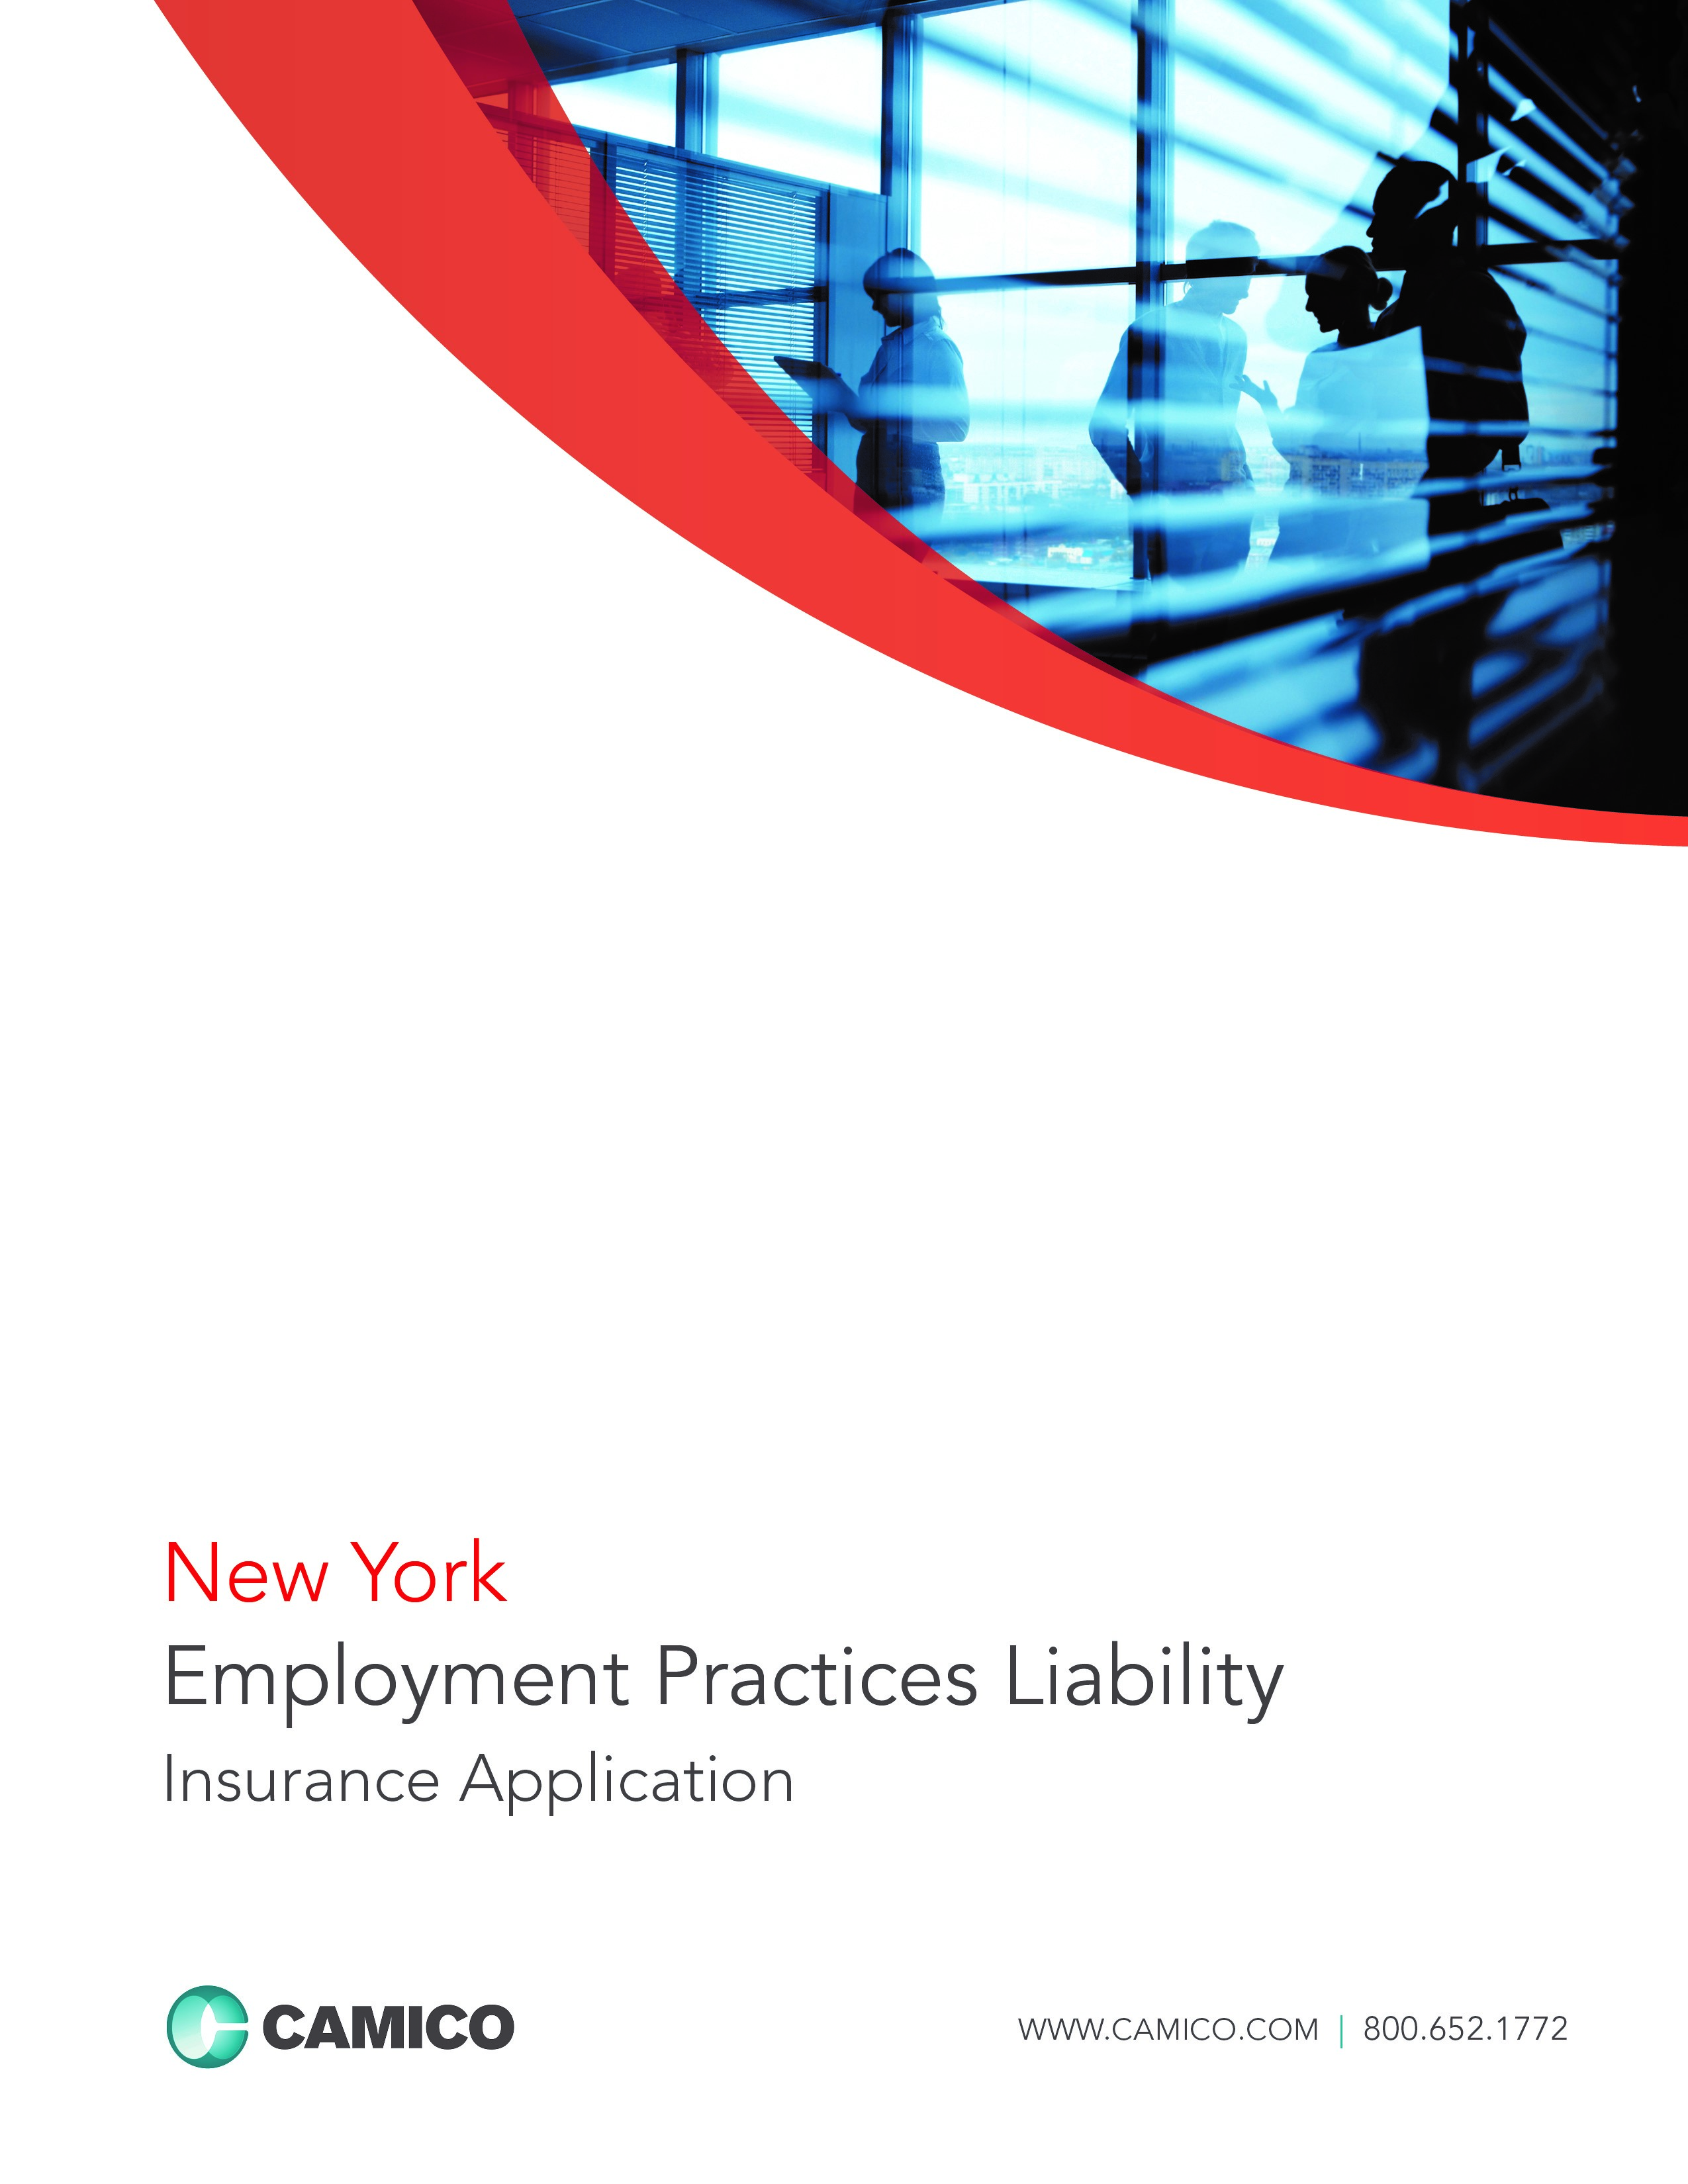 New York
Employment Practices Liability
Insurance Application
CAMICO
WWW.CAMICO.COM | 800.652.1772